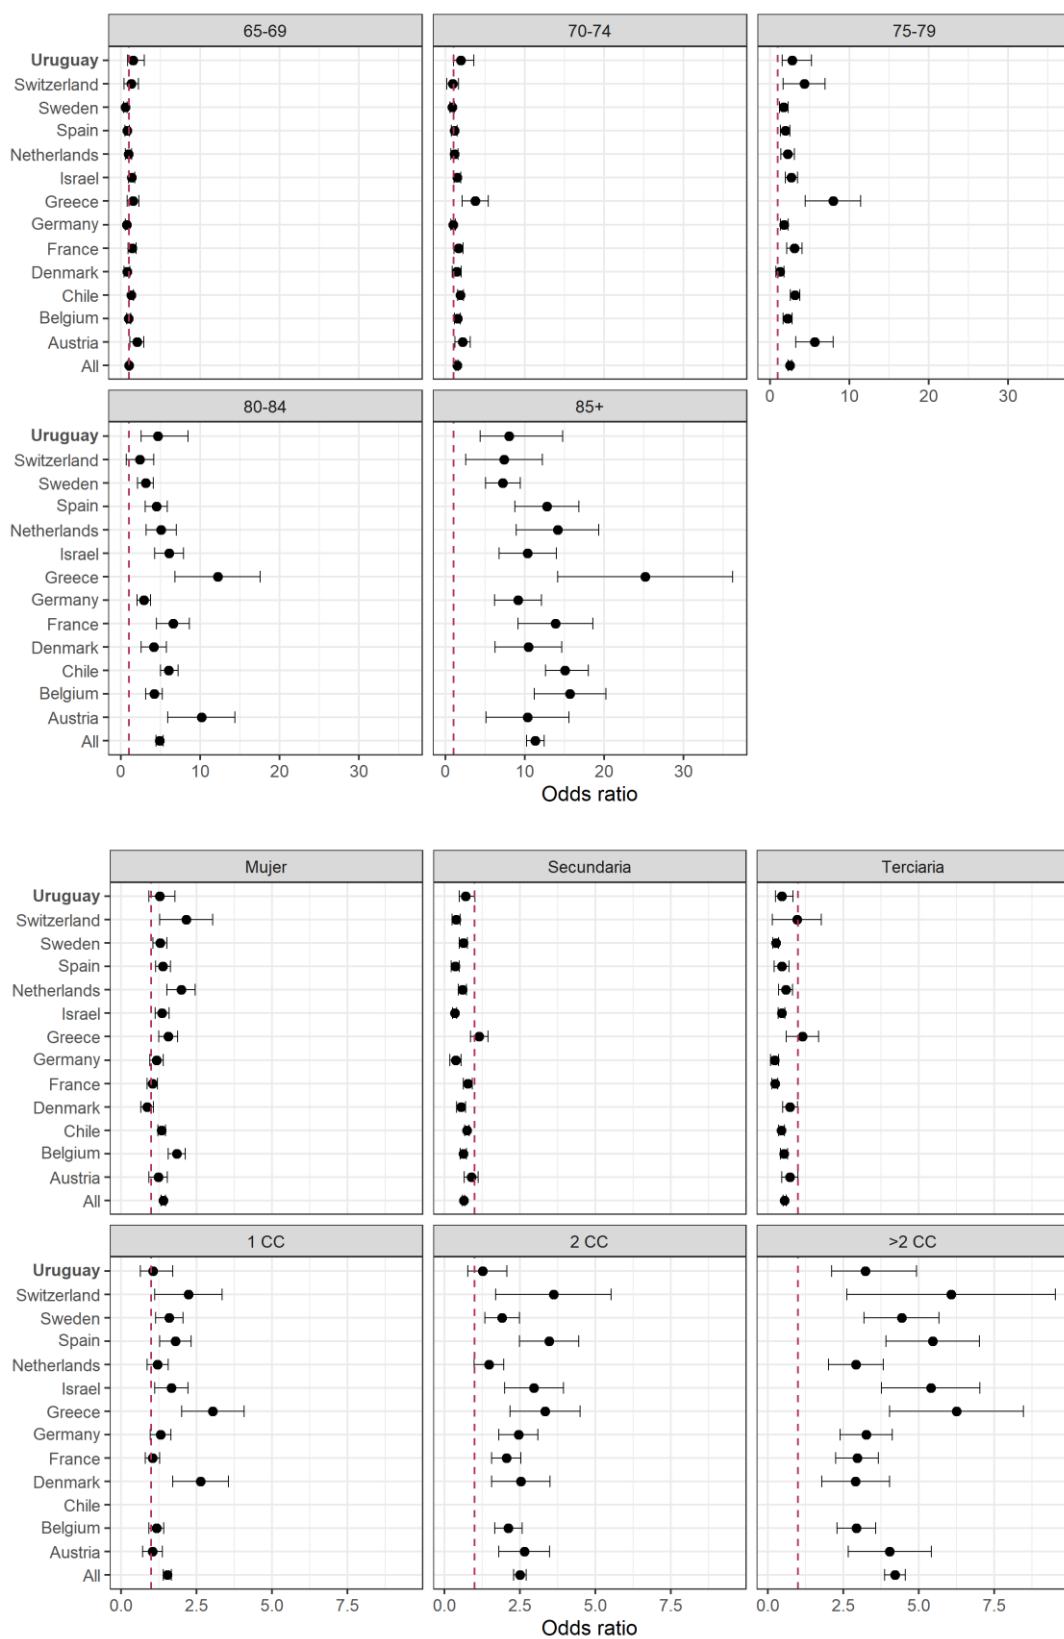 65-69 70-74 75-79
Uruguay
Switzerland
Sweden
Spain
Netherlands
Israel
Greece
Germany
France
Denmark
Chile
Belgium
Austria
All
0 10 20 30
80-84 85+
Uruguay
Switzerland
Sweden
Spain
Netherlands
Israel
Greece
Germany
France
Denmark
Chile
Belgium
Austria
All
0 10 20 30 0 10 20 30
Odds ratio
Mujer Secundaria Terciaria
Uruguay
Switzerland
Sweden
Spain
Netherlands
Israel
Greece
Germany
France
Denmark
Chile
Belgium
Austria
All
1 CC 2 CC >2 CC
Uruguay
Switzerland
Sweden
Spain
Netherlands
Israel
Greece
Germany
France
Denmark
Chile
Belgium
Austria
All
0.0 2.5 5.0 7.5 0.0 2.5 5.0 7.5 0.0 2.5 5.0 7.5
Odds ratio